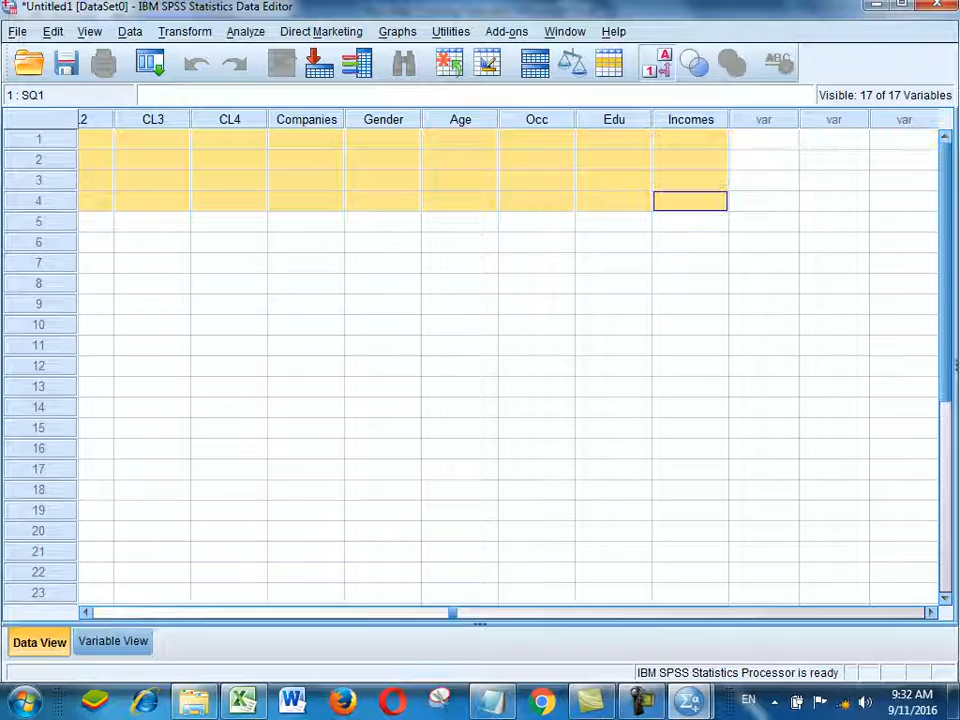 *Untitled1 [DataSet0] - IBM SPSS Statistics Data Editor
File Edit View Data Transform Analyze Direct Marketing Graphs Utilities Add-ons Window Help
1 : SQ1
Visible: 17 of 17 Variables
.2 CL3 CL4 Companies Gender Age Occ Edu Incomes var var var
1
2
3
4
5
6
7
8
9
10
11
12
13
14
15
16
17
18
19
20
21
22
23
Data View Variable View
IBM SPSS Statistics Processor is ready
EN
9:32 AM
9/11/2016